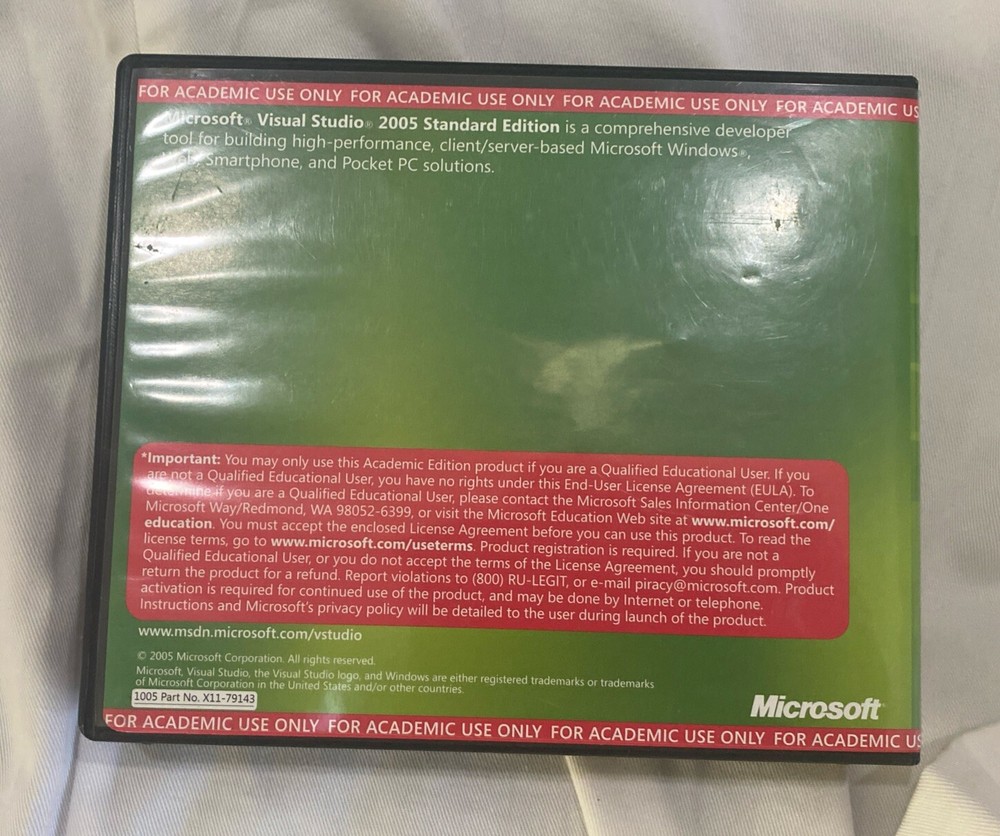 FOR ACADEMIC USE ONLY FOR ACADEMIC USE ONLY FOR ACADEMIC USE ONLY FOR ACADEMIC US
Microsoft® Visual Studio® 2005 Standard Edition is a comprehensive developer
tool for building high-performance, client/server-based Microsoft Windows®,
Smartphone, and Pocket PC solutions.
*Important: You may only use this Academic Edition product if you are a Qualified Educational User. If you
are not a Qualified Educational User, you have no rights under this End-User License Agreement (EULA). To
determine if you are a Qualified Educational User, please contact the Microsoft Sales Information Center/One
Microsoft Way/Redmond, WA 98052-6399, or visit the Microsoft Education Web site at www.microsoft.com/
education. You must accept the enclosed License Agreement before you can use this product. To read the
license terms, go to www.microsoft.com/useterms. Product registration is required. If you are not a
Qualified Educational User, or you do not accept the terms of the License Agreement, you should promptly
return the product for a refund. Report violations to (800) RU-LEGIT, or e-mail piracy@microsoft.com. Product
activation is required for continued use of the product, and may be done by Internet or telephone.
Instructions and Microsoft's privacy policy will be detailed to the user during launch of the product.
www.msdn.microsoft.com/vstudio
© 2005 Microsoft Corporation. All rights reserved.
Microsoft, Visual Studio, the Visual Studio logo, and Windows are either registered trademarks or trademarks
of Microsoft Corporation in the United States and/or other countries.
1005 Part No. X11-79143
Microsoft®
FOR ACADEMIC USE ONLY FOR ACADEMIC USE ONLY FOR ACADEMIC USE ONLY FOR ACADEMIC US